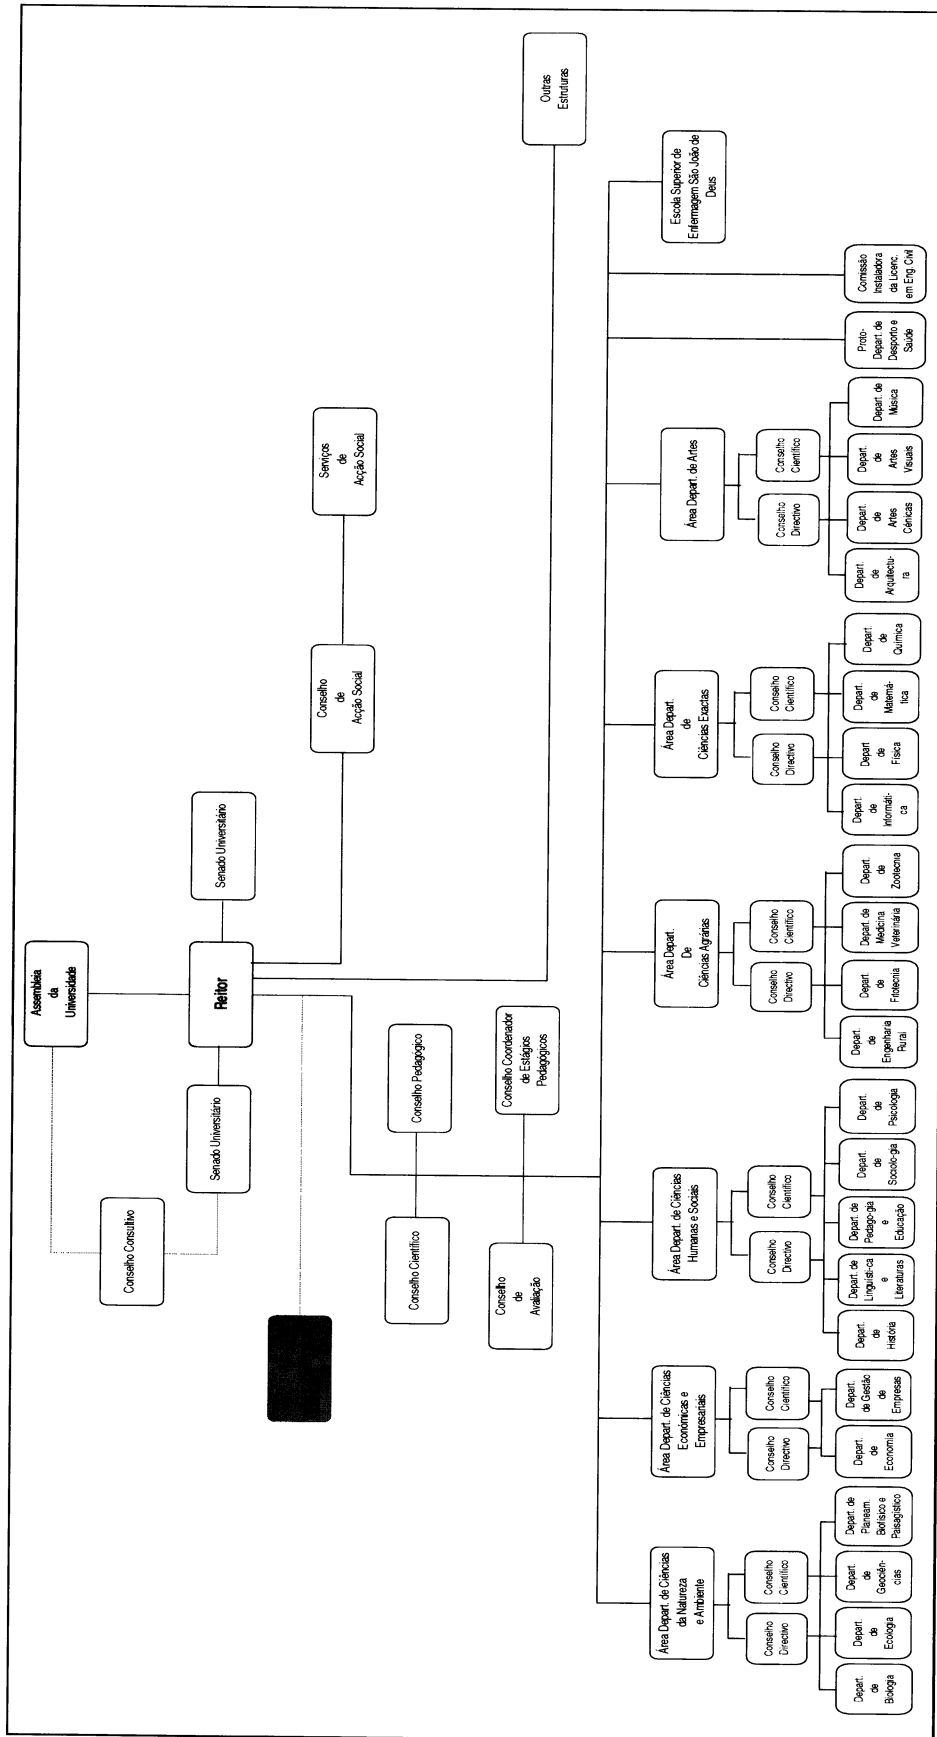 Assembleia
da
Universidade
Conselho Consultivo
Senado Universitário
Reitor
Senado Universitário
Conselho
de
Acção Social
Serviços
de
Acção Social
Conselho Científico
Conselho Pedagógico
Conselho
de
Avaliação
Conselho Coordenador
de Estágios
Pedagógicos
Outras
Estruturas
Área Depart. de Ciências
da Natureza
e Ambiente
Conselho
Directivo
Conselho
Científico
Depart.
de
Biologia
Depart.
de
Ecologia
Depart.
de
Geociên-
cias
Depart. de
Planeam.
Biofísico e
Paisagístico
Área Depart. de Ciências
Económicas e
Empresariais
Conselho
Directivo
Conselho
Científico
Depart.
de
Economia
Depart.
de Gestão
de
Empresas
Área Depart. de Ciências
Humanas e Sociais
Conselho
Directivo
Conselho
Científico
Depart.
de
História
Depart. de
Linguísti-ca
e
Literaturas
Depart. de
Pedago-gia
e
Educação
Depart.
de
Sociolo-gia
Depart.
de
Psicologia
Área Depart.
De
Ciências Agrárias
Conselho
Directivo
Conselho
Científico
Depart.
de
Engenharia
Rural
Depart.
de
Fitotecnia
Depart. de
Medicina
Veterinária
Depart.
de
Zootecnia
Área Depart.
de
Ciências Exactas
Conselho
Directivo
Conselho
Científico
Depart.
de
Informáti-
ca
Depart
de
Física
Depart.
de
Matemá-
tica
Depart.
de
Química
Área Depart. de Artes
Conselho
Directivo
Conselho
Científico
Depart.
de
Arquitectu-
ra
Depart.
de
Artes
Cénicas
Depart.
de
Artes
Visuais
Depart. de
Música
Proto-
Depart. de
Desporto e
Saúde
Comissão
Instaladora
da Licenc.
em Eng. Civil
Escola Superior de
Enfermagem São João de
Deus